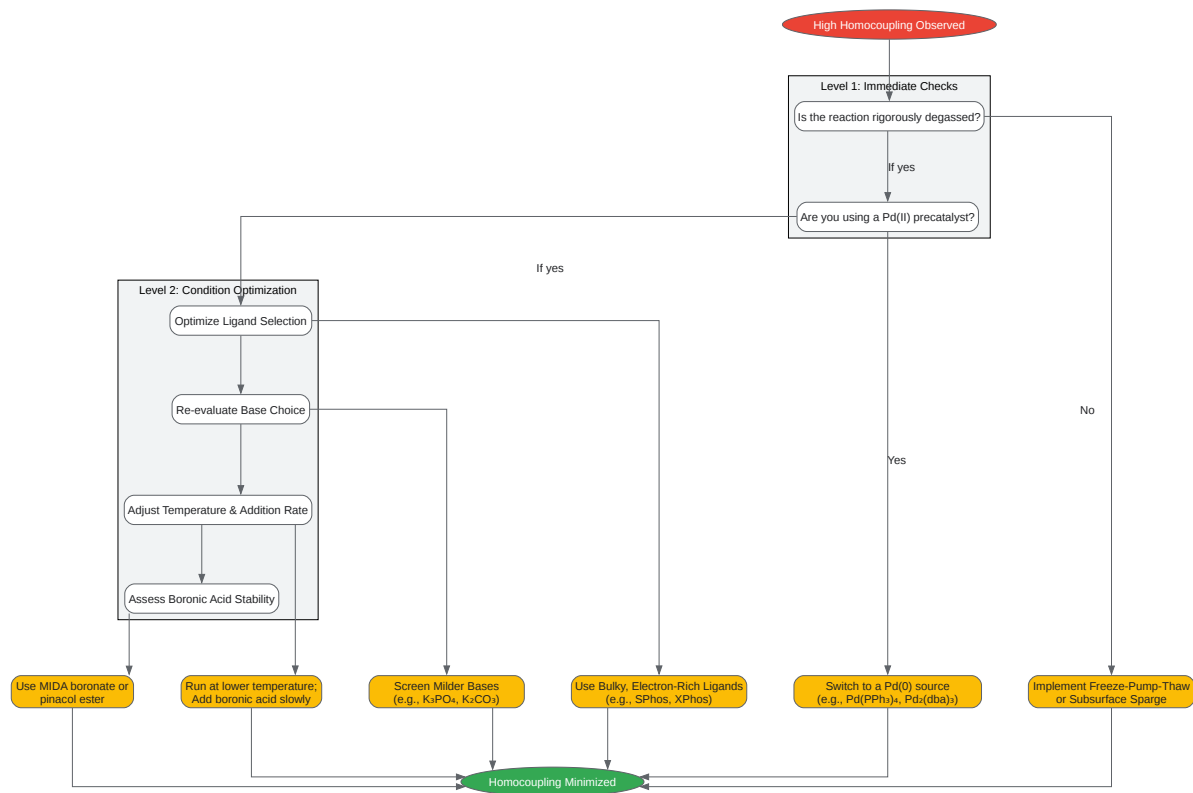 High Homocoupling Observed
Level 1: Immediate Checks
Is the reaction rigorously degassed?
If yes
Are you using a Pd(II) precatalyst?
If yes
Level 2: Condition Optimization
Optimize Ligand Selection
Re-evaluate Base Choice
No
Yes
Adjust Temperature & Addition Rate
Assess Boronic Acid Stability
Use MIDA boronate or
pinacol ester
Run at lower temperature;
Add boronic acid slowly
Screen Milder Bases
(e.g., K₃PO₄, K₂CO₃)
Use Bulky, Electron-Rich Ligands
(e.g., SPhos, XPhos)
Switch to a Pd(0) source
(e.g., Pd(PPh₃)₄, Pd₂(dba)₃)
Implement Freeze-Pump-Thaw
or Subsurface Sparge
Homocoupling Minimized